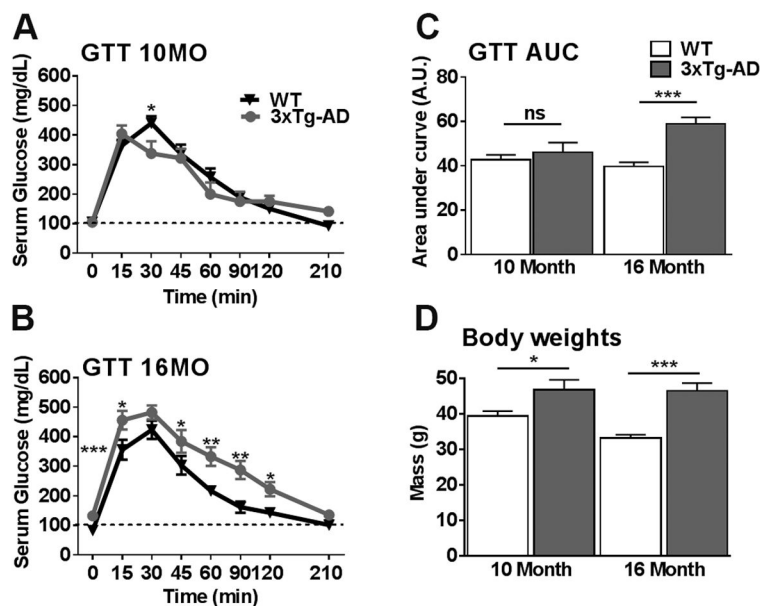 A
GTT 10MO
Serum Glucose (mg/dL)
600
500
400
300
200
100
0
*
WT
3xTg-AD
0 15 30 45 60 90 120 210
Time (min)
B
GTT 16MO
Serum Glucose (mg/dL)
600
500
400
300
200
100
0
*** * * ** ** *
0 15 30 45 60 90 120 210
Time (min)
C
GTT AUC
WT
3xTg-AD
Area under curve (A.U.)
80
60
40
20
0
ns
***
10 Month 16 Month
D
Body weights
Mass (g)
50
40
30
20
10
0
*
***
10 Month 16 Month